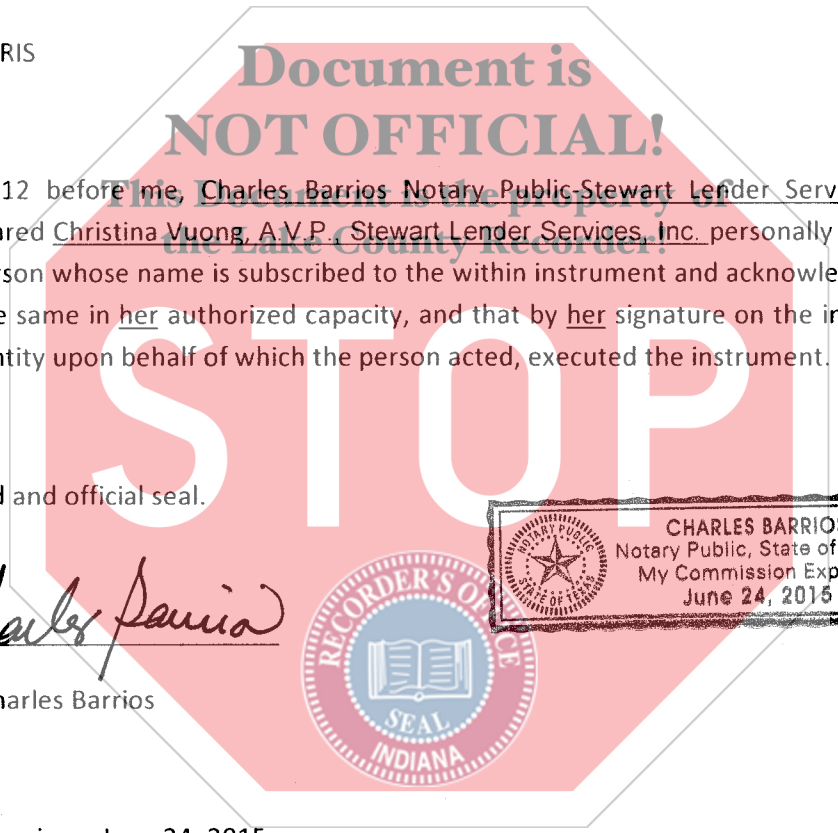 RIS
Document is
NOT OFFICIAL!
12 before me, Charles Barrios Notary Public-Stewart Lender Serv
This Document is the property of
ared Christina Vuong, A.V.P., Stewart Lender Services, Inc. personally
the Lake County Recorder!
rson whose name is subscribed to the within instrument and acknowle
e same in her authorized capacity, and that by her signature on the in
ntity upon behalf of which the person acted, executed the instrument.
STOP
d and official seal.
CHARLES BARRIO
Notary Public, State of
My Commission Exp
June 24, 2015
NOTARY PUBLIC
STATE OF TEXAS
arles Barrios
harles Barrios
RECORDER'S OFFICE
SEAL
INDIANA
June 24, 2015